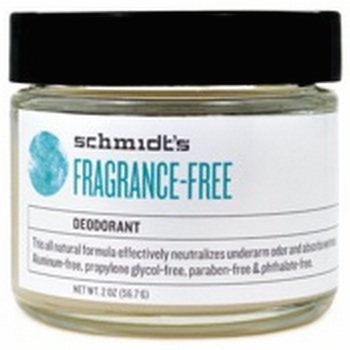 schmidt's
FRAGRANCE-FREE
DEODORANT
This all natural formula effectively neutralizes underarm odor and absorbs
Aluminum-free, propylene glycol-free, paraben-free & phthalate-free.
NET WT. 2 OZ (56.7 g)